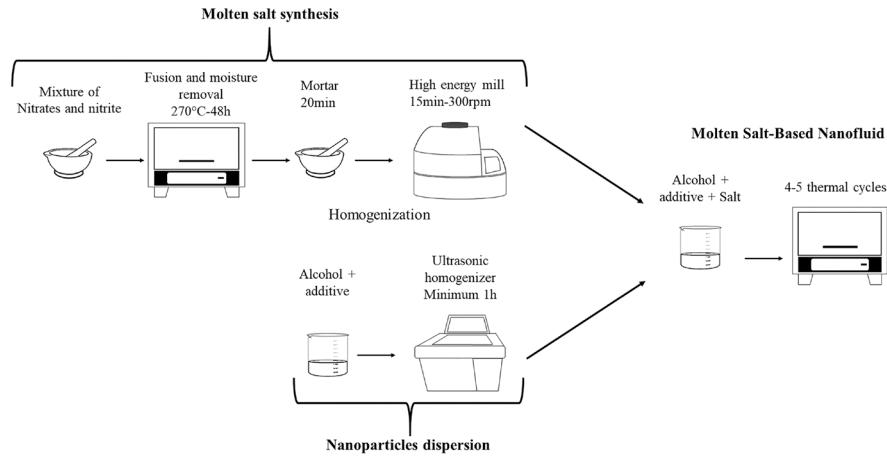 Molten salt synthesis
Mixture of
Nitrates and nitrite
Fusion and moisture
removal
270°C-48h
Mortar
20min
High energy mill
15min-300rpm
Homogenization
Alcohol +
additive
Ultrasonic
homogenizer
Minimum 1h
Nanoparticles dispersion
Molten Salt-Based Nanofluid
Alcohol +
additive + Salt
4-5 thermal cycles